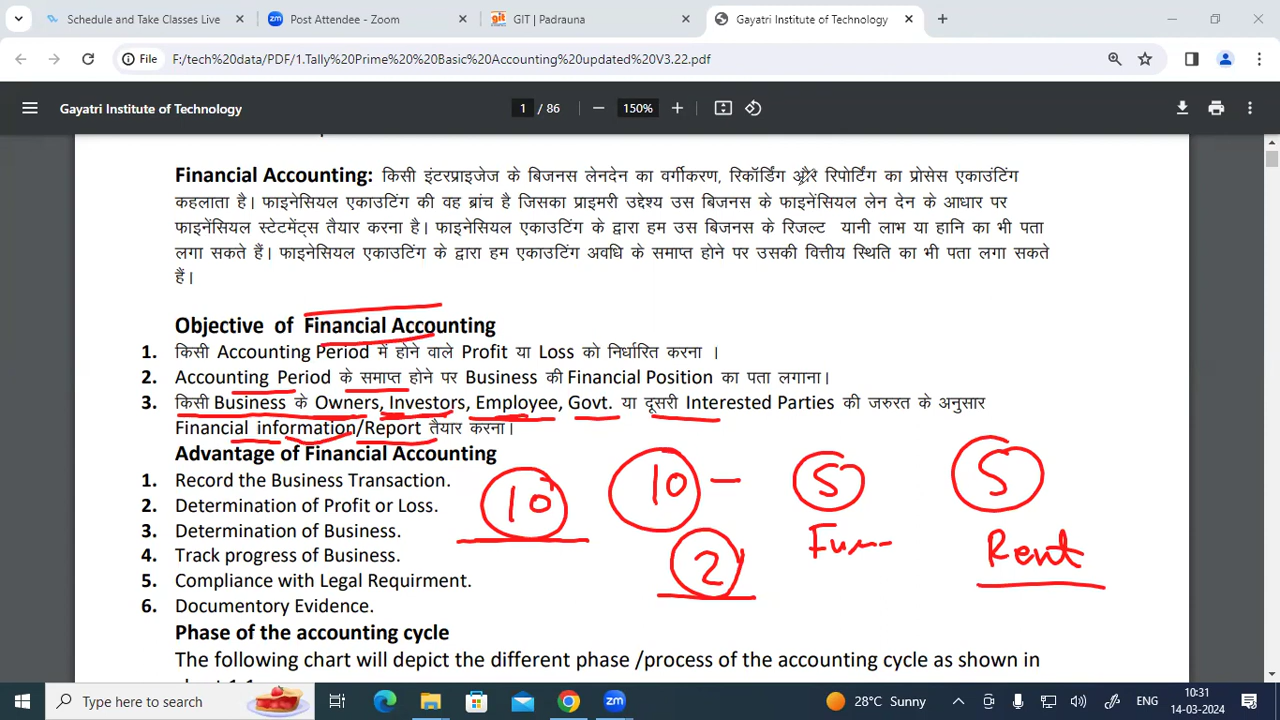 Schedule and Take Classes Live
Post Attendee - Zoom
GIT | Padrauna
Gayatri Institute of Technology
File
F:/tech%20data/PDF/1.Tally%20Prime%20%20Basic%20Accounting%20updated%20V3.22.pdf
Gayatri Institute of Technology
1 / 86
150%
Financial Accounting: किसी इंटरप्राइजेज के बिजनस लेनदेन का वर्गीकरण, रिकॉर्डिंग और रिपोर्टिंग का प्रोसेस एकाउंटिंग
कहलाता है। फाइनेसियल एकाउटिंग की वह ब्रांच है जिसका प्राइमरी उद्देश्य उस बिजनस के फाइनेंसियल लेन देन के आधार पर
फाइनेंसियल स्टेटमेंट्स तैयार करना है। फाइनेसियल एकाउटिंग के द्वारा हम उस बिजनस के रिजल्ट यानी लाभ या हानि का भी पता
लगा सकते हैं। फाइनेसियल एकाउटिंग के द्वारा हम एकाउटिंग अवधि के समाप्त होने पर उसकी वित्तीय स्थिति का भी पता लगा सकते
हैं।
Objective of Financial Accounting
1. किसी Accounting Period में होने वाले Profit या Loss को निर्धारित करना ।
2. Accounting Period के समाप्त होने पर Business की Financial Position का पता लगाना।
3. किसी Business के Owners, Investors, Employee, Govt. या दूसरी Interested Parties की जरुरत के अनुसार
Financial information/Report तैयार करना।
Advantage of Financial Accounting
1. Record the Business Transaction.
2. Determination of Profit or Loss.
3. Determination of Business.
4. Track progress of Business.
5. Compliance with Legal Requirment.
6. Documentory Evidence.
10 10 - 5 5
2 Rent
Phase of the accounting cycle
The following chart will depict the different phase /process of the accounting cycle as shown in
Type here to search
28°C Sunny
ENG
10:31
14-03-2024